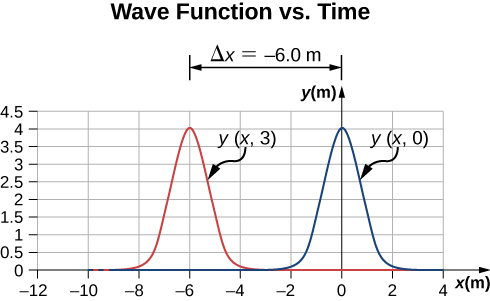 Wave Function vs. Time
Δx = –6.0 m
y(m)
4.5
4
3.5
3
2.5
2
1.5
1
0.5
0
y (x, 3)
y (x, 0)
–12 –10 –8 –6 –4 –2 0 2 4
x(m)